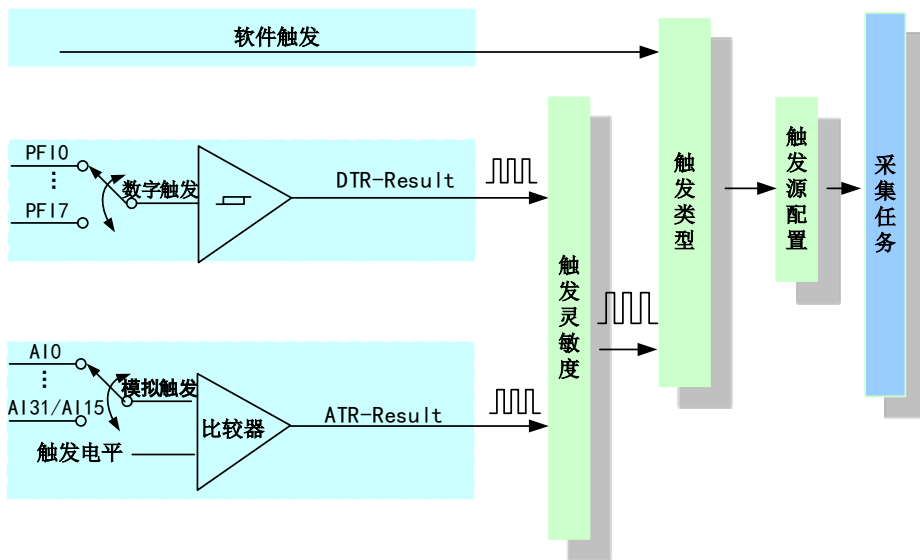 软件触发
PFI0
⋮
PFI7
数字触发
DTR-Result
AI0
⋮
AI31/AI15
模拟触发
触发电平
比较器
ATR-Result
触发灵敏度
触发类型
触发源配置
采集任务